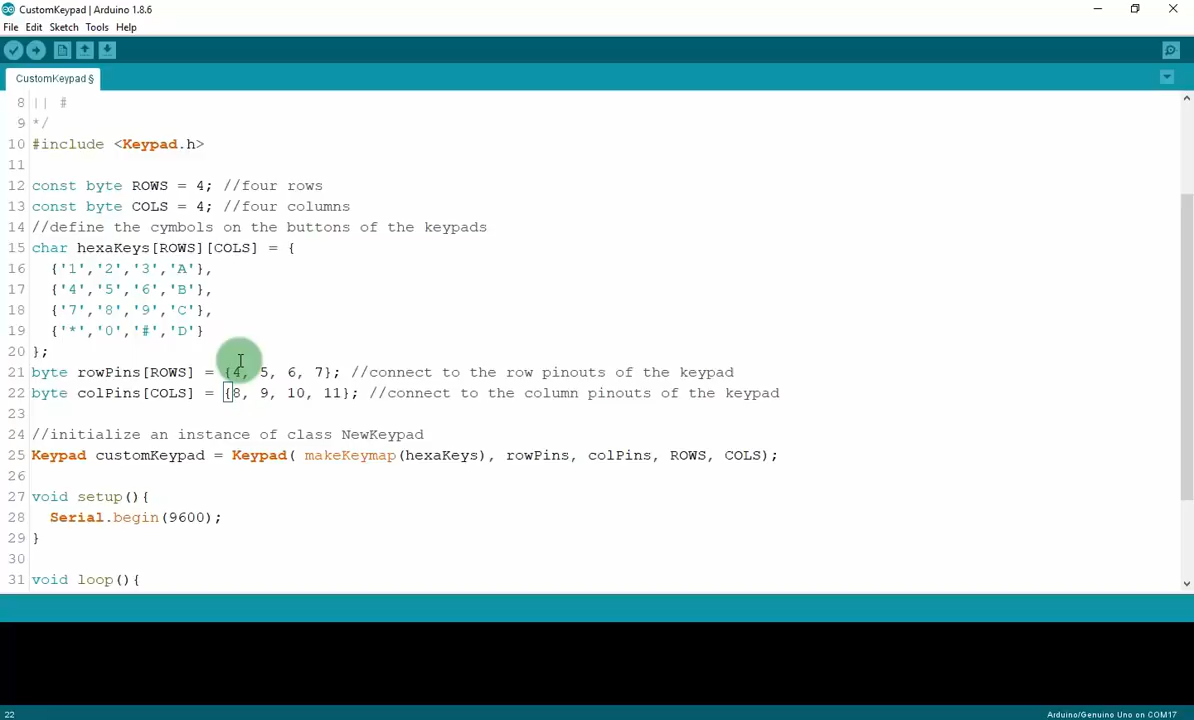 CustomKeypad | Arduino 1.8.6
File Edit Sketch Tools Help
CustomKeypad §
8 || #
9 */
10 #include <Keypad.h>
11
12 const byte ROWS = 4; //four rows
13 const byte COLS = 4; //four columns
14 //define the cymbols on the buttons of the keypads
15 char hexaKeys[ROWS][COLS] = {
16 {'1','2','3','A'},
17 {'4','5','6','B'},
18 {'7','8','9','C'},
19 {'*','0','#','D'}
20 };
21 byte rowPins[ROWS] = {4, 5, 6, 7}; //connect to the row pinouts of the keypad
22 byte colPins[COLS] = {8, 9, 10, 11}; //connect to the column pinouts of the keypad
23
24 //initialize an instance of class NewKeypad
25 Keypad customKeypad = Keypad( makeKeymap(hexaKeys), rowPins, colPins, ROWS, COLS);
26
27 void setup(){
28 Serial.begin(9600);
29 }
30
31 void loop(){
22 Arduino/Genuino Uno on COM17